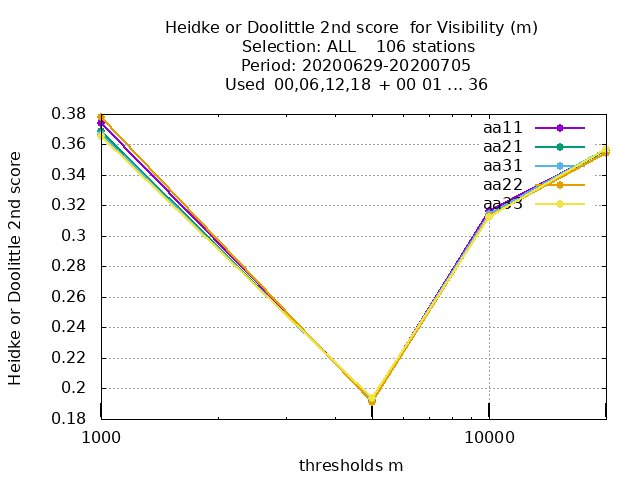 Heidke or Doolittle 2nd score  for Visibility (m)
Selection: ALL    106 stations
Period: 20200629-20200705
Used  00,06,12,18 + 00 01 ... 36
Heidke or Doolittle 2nd score
0.38
0.36
0.34
0.32
0.3
0.28
0.26
0.24
0.22
0.2
0.18
aa11
aa21
aa31
aa22
aa33
1000
10000
thresholds m